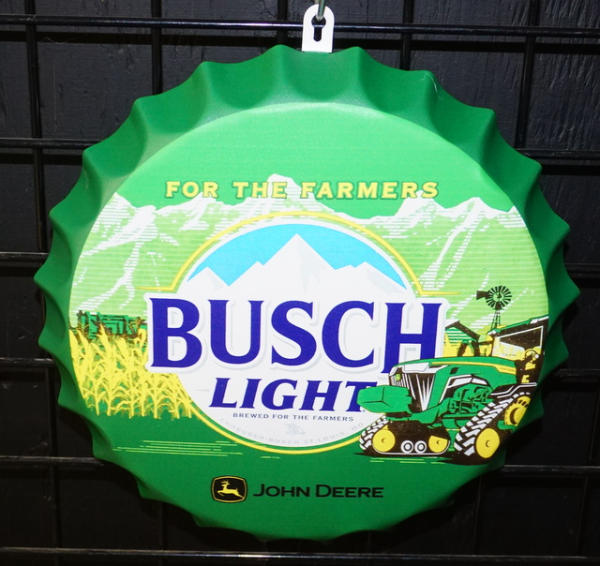 FOR THE FARMERS
BUSCH
LIGHT
BREWED FOR THE FARMERS
JOHN DEERE